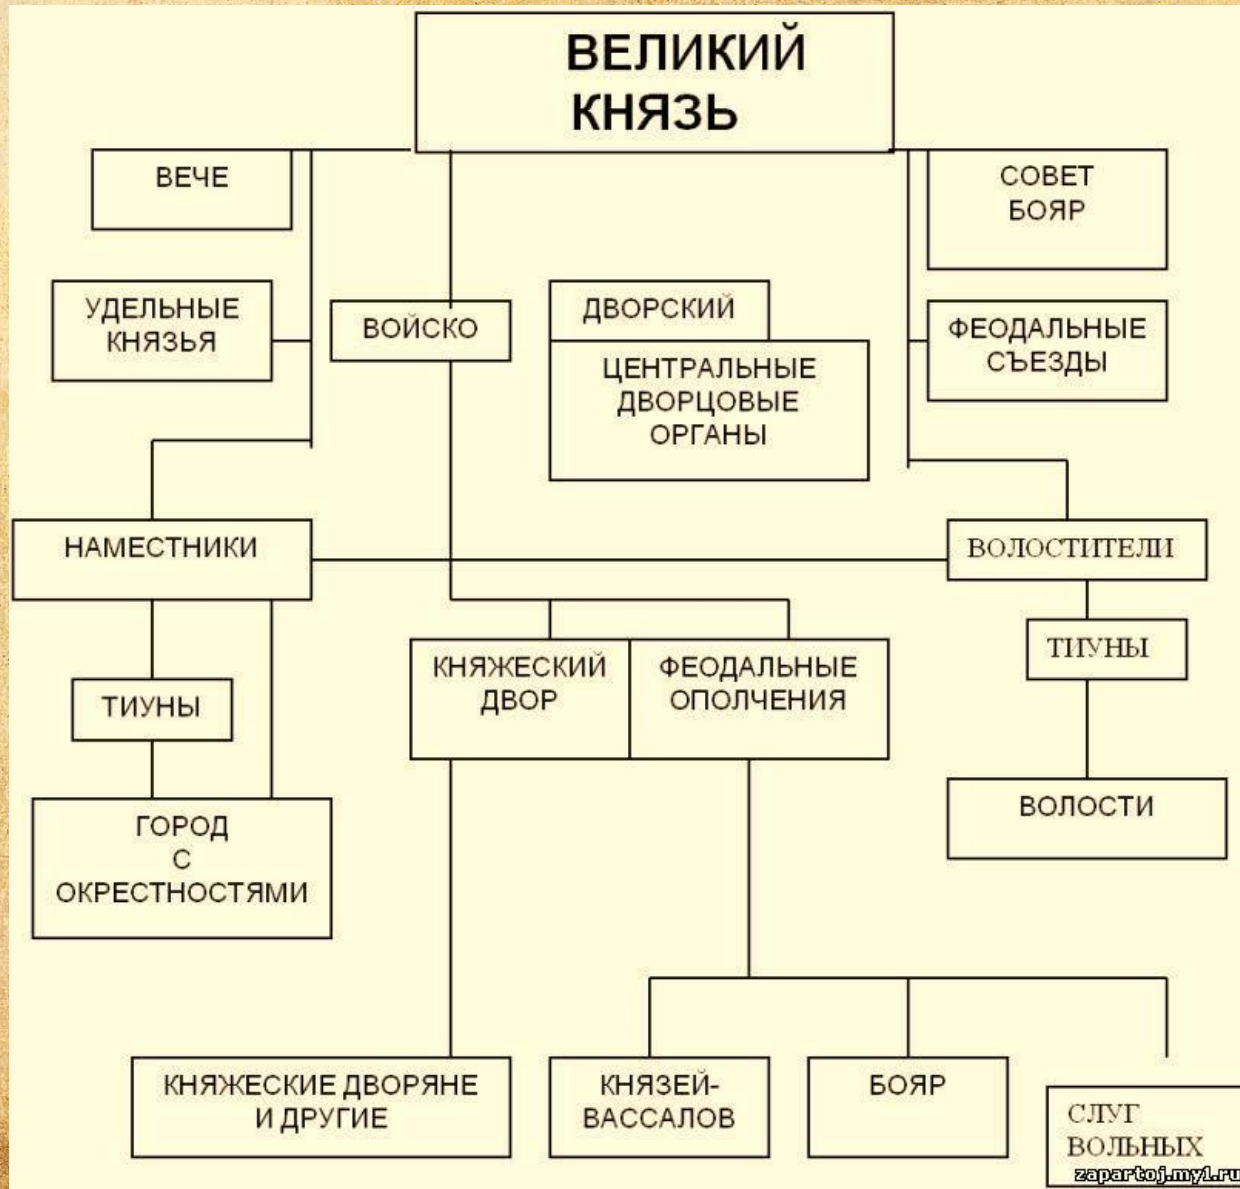 ВЕЛИКИЙ
КНЯЗЬ
ВЕЧЕ
СОВЕТ
БОЯР
УДЕЛЬНЫЕ
КНЯЗЬЯ
ВОЙСКО
ДВОРСКИЙ
ЦЕНТРАЛЬНЫЕ
ДВОРЦОВЫЕ
ОРГАНЫ
ФЕОДАЛЬНЫЕ
СЪЕЗДЫ
НАМЕСТНИКИ
ВОЛОСТИТЕЛИ
КНЯЖЕСКИЙ
ДВОР
ФЕОДАЛЬНЫЕ
ОПОЛЧЕНИЯ
ТИУНЫ
ТИУНЫ
ГОРОД
С
ОКРЕСТНОСТЯМИ
ВОЛОСТИ
КНЯЖЕСКИЕ ДВОРЯНЕ
И ДРУГИЕ
КНЯЗЕЙ-
ВАССАЛОВ
БОЯР
СЛУГ
ВОЛЬНЫХ
zapartoj.my1.ru